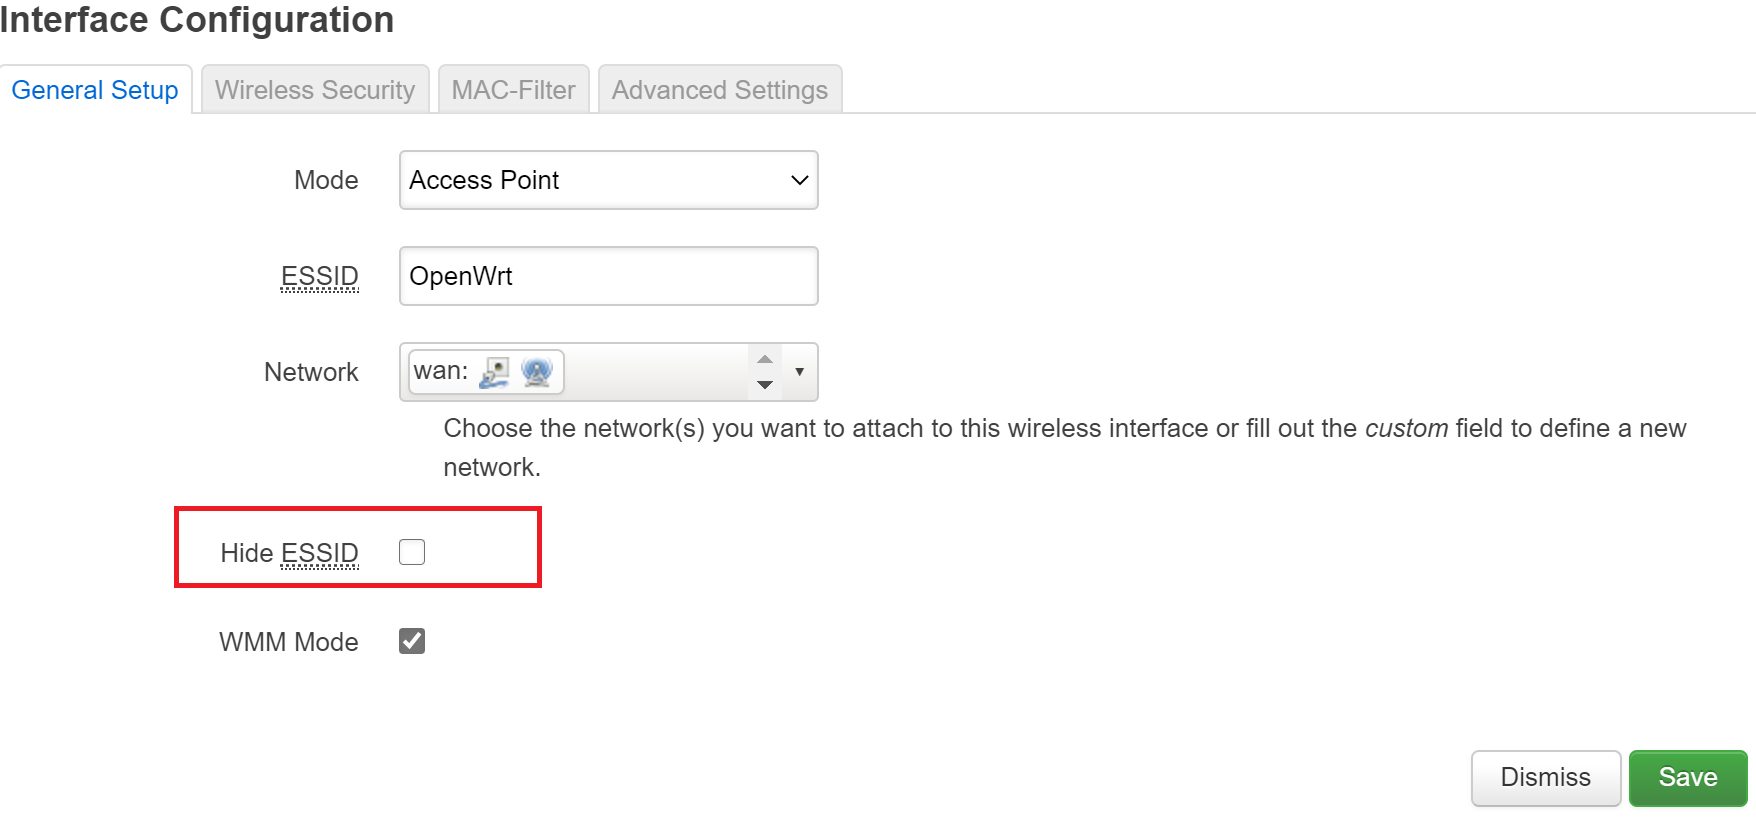 Interface Configuration
General Setup Wireless Security MAC-Filter Advanced Settings
Mode Access Point
ESSID OpenWrt
Network wan:
Choose the network(s) you want to attach to this wireless interface or fill out the custom field to define a new
network.
Hide ESSID
WMM Mode
Dismiss Save